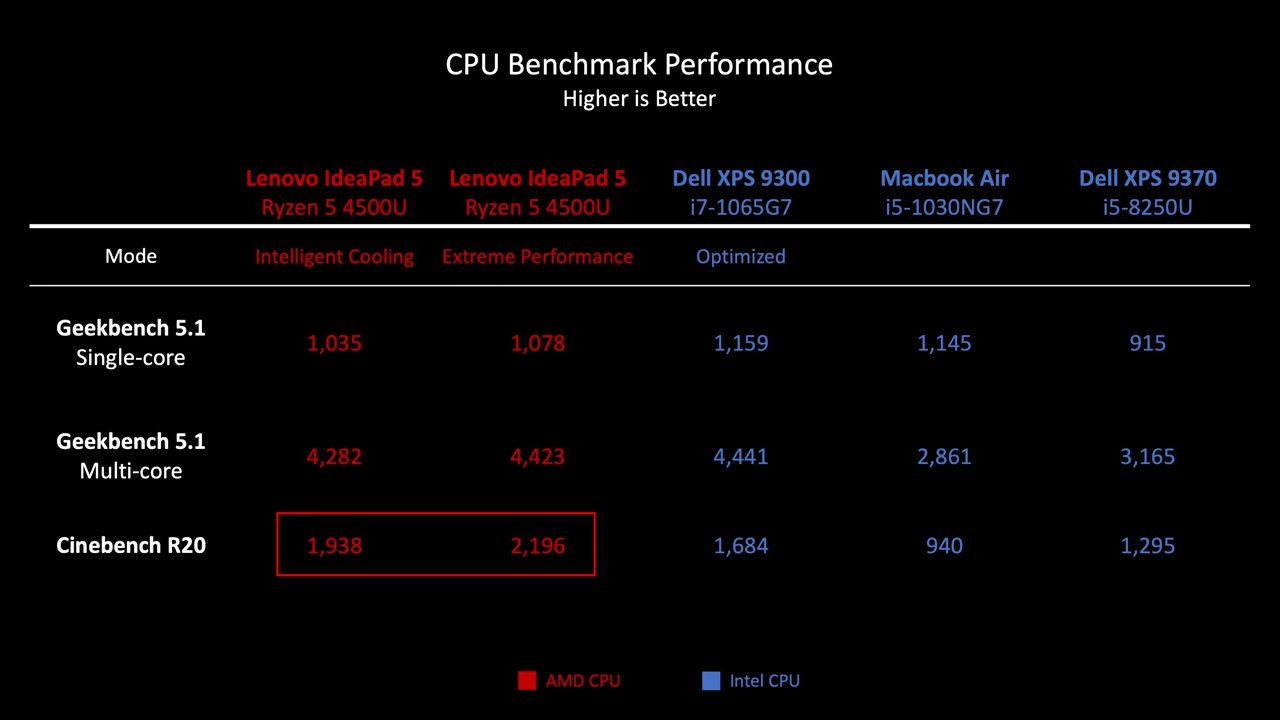 CPU Benchmark Performance
Higher is Better
Lenovo IdeaPad 5 Lenovo IdeaPad 5 Dell XPS 9300 Macbook Air Dell XPS 9370
Ryzen 5 4500U Ryzen 5 4500U i7-1065G7 i5-1030NG7 i5-8250U
Mode Intelligent Cooling Extreme Performance Optimized
Geekbench 5.1
Single-core 1,035 1,078 1,159 1,145 915
Geekbench 5.1
Multi-core 4,282 4,423 4,441 2,861 3,165
Cinebench R20 1,938 2,196 1,684 940 1,295
AMD CPU Intel CPU